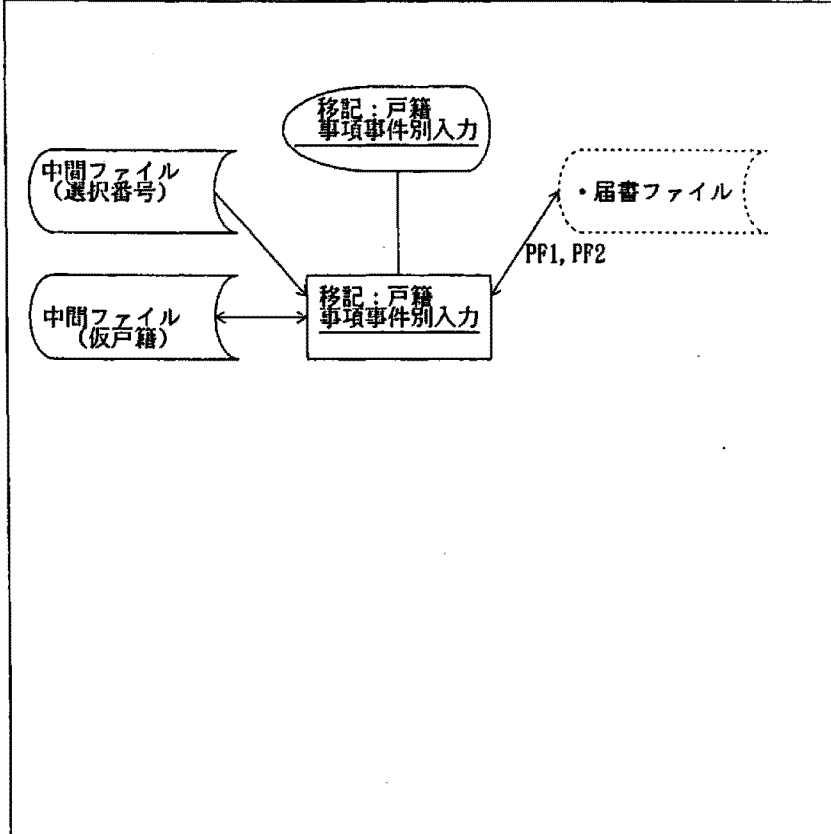 移記：戸籍
事項事件別入力
中間ファイル
（選択番号）
・届書ファイル
PF1, PF2
移記：戸籍
事項事件別入力
中間ファイル
（仮戸籍）